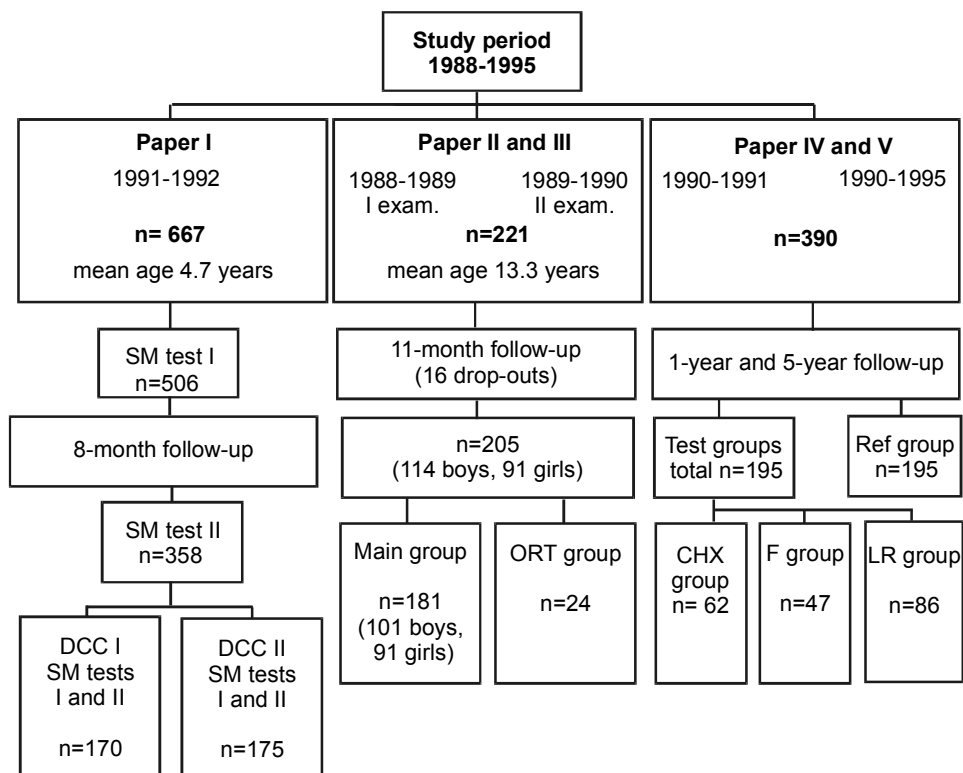 Study period
1988-1995
Paper I
1991-1992
n= 667
mean age 4.7 years
SM test I
n=506
8-month follow-up
SM test II
n=358
DCC I
SM tests
I and II
n=170
DCC II
SM tests
I and II
n=175
Paper II and III
1988-1989
I exam.
1989-1990
II exam.
n=221
mean age 13.3 years
11-month follow-up
(16 drop-outs)
n=205
(114 boys, 91 girls)
Main group
n=181
(101 boys,
91 girls)
ORT group
n=24
Paper IV and V
1990-1991
1990-1995
n=390
1-year and 5-year follow-up
Test groups
total n=195
Ref group
n=195
CHX
group
n= 62
F group
n=47
LR group
n=86